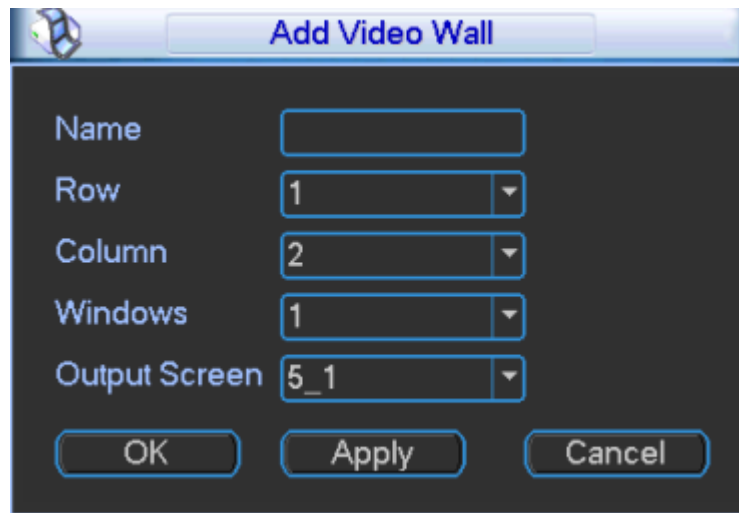 Add Video Wall
Name
Row 1
Column 2
Windows 1
Output Screen 5_1
OK Apply Cancel